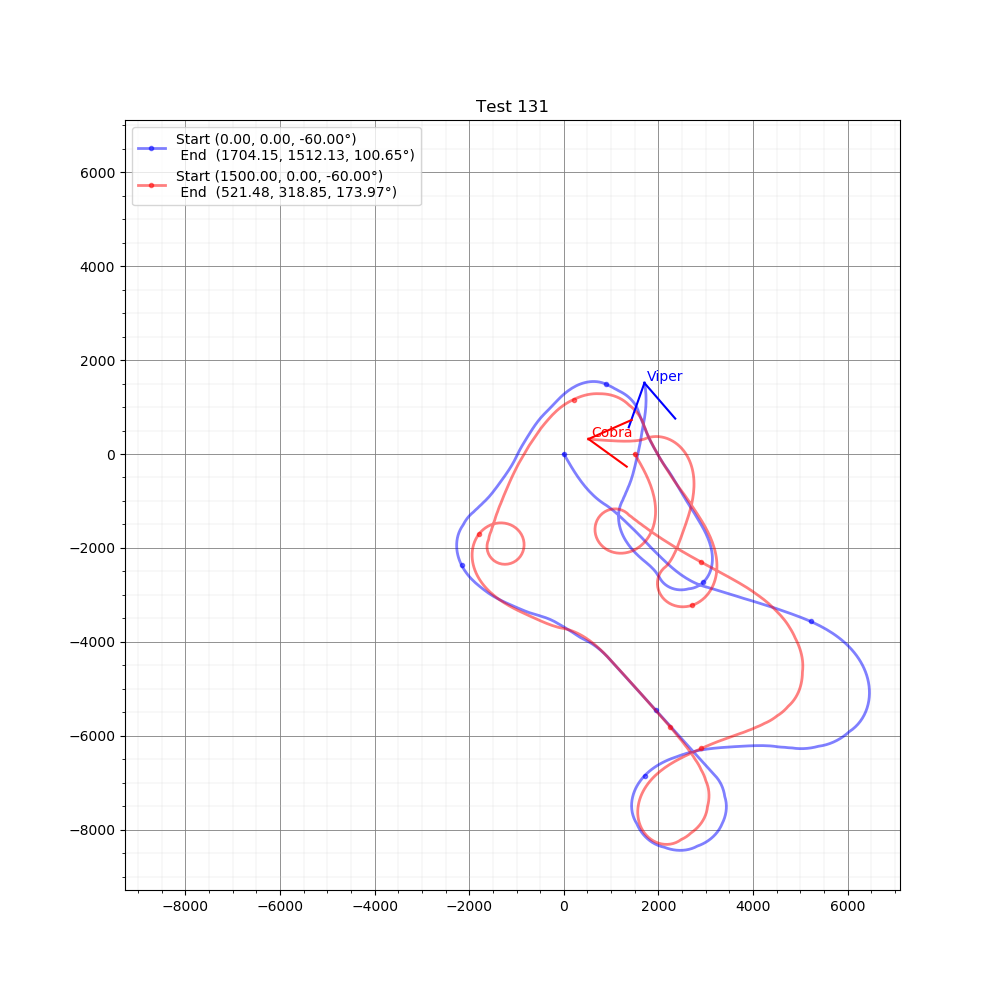 Test 131
Start (0.00, 0.00, -60.00°)
End (1704.15, 1512.13, 100.65°)
Start (1500.00, 0.00, -60.00°)
End (521.48, 318.85, 173.97°)
6000
4000
2000
0
−2000
−4000
−6000
−8000
Viper
Cobra
−8000 −6000 −4000 −2000 0 2000 4000 6000